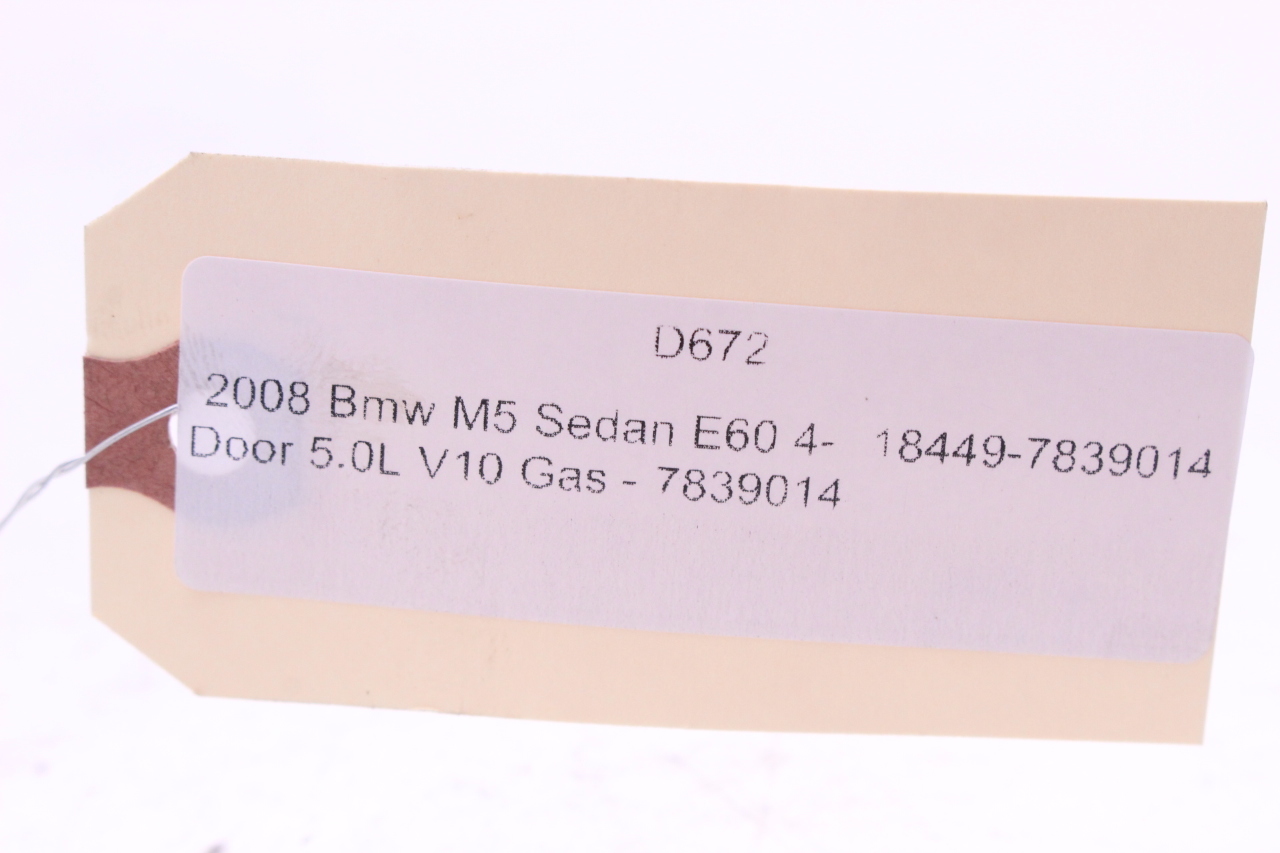 D672
2008 Bmw M5 Sedan E60 4- 18449-7839014
Door 5.0L V10 Gas - 7839014